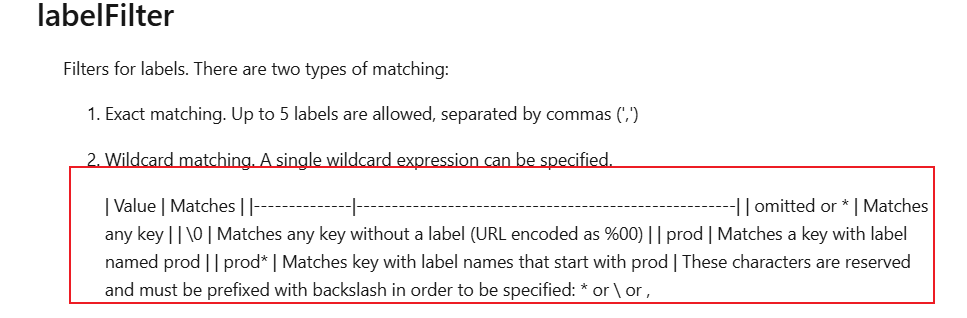 labelFilter
Filters for labels. There are two types of matching:
1. Exact matching. Up to 5 labels are allowed, separated by commas (',')
2. Wildcard matching. A single wildcard expression can be specified.
| Value | Matches | |--------------|------------------------------------------------------| | omitted or * | Matches
any key | | \0 | Matches any key without a label (URL encoded as %00) | | prod | Matches a key with label
named prod | | prod* | Matches key with label names that start with prod | These characters are reserved
and must be prefixed with backslash in order to be specified: * or \ or ,